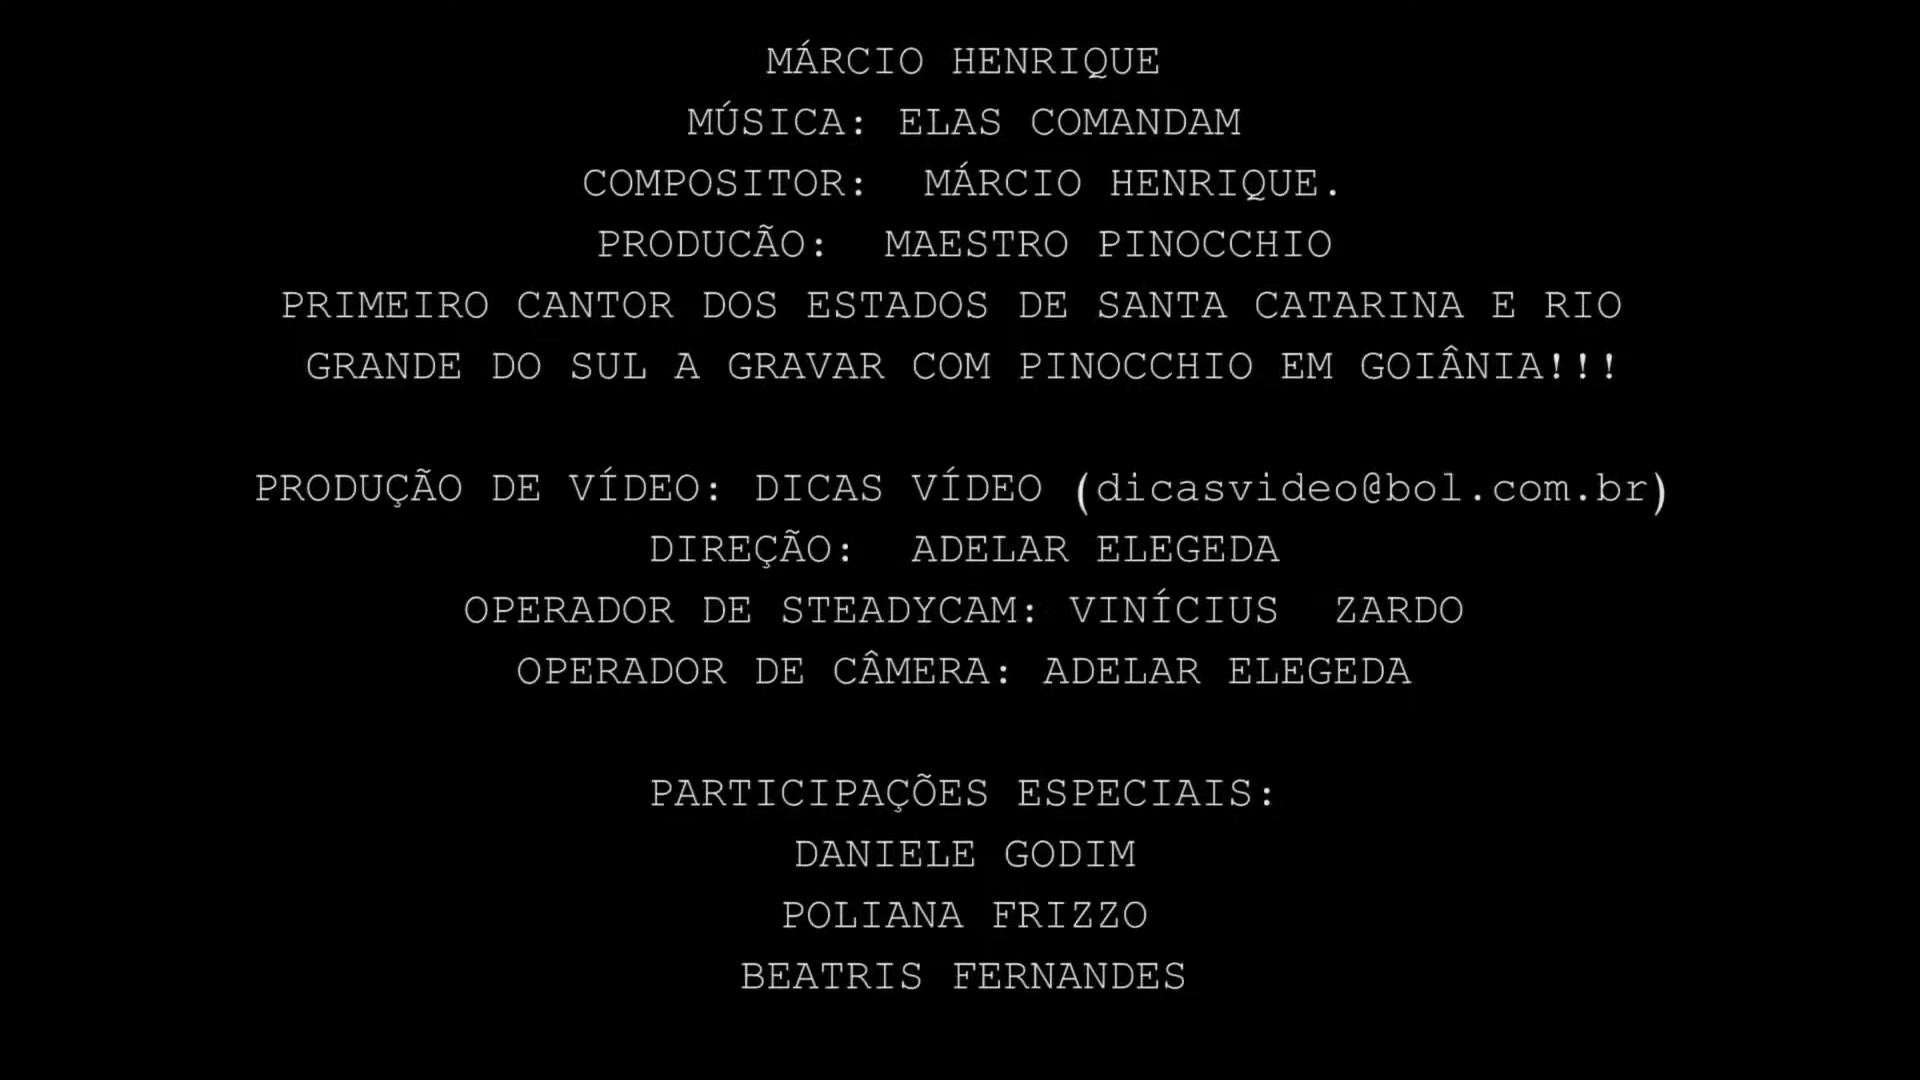 MÁRCIO HENRIQUE
MÚSICA: ELAS COMANDAM
COMPOSITOR:  MÁRCIO HENRIQUE.
PRODUCÃO:  MAESTRO PINOCCHIO
PRIMEIRO CANTOR DOS ESTADOS DE SANTA CATARINA E RIO
GRANDE DO SUL A GRAVAR COM PINOCCHIO EM GOIÂNIA!!!
PRODUÇÃO DE VÍDEO: DICAS VÍDEO (dicasvideo@bol.com.br)
DIREÇÃO:  ADELAR ELEGEDA
OPERADOR DE STEADYCAM: VINÍCIUS  ZARDO
OPERADOR DE CÂMERA: ADELAR ELEGEDA
PARTICIPAÇÕES ESPECIAIS:
DANIELE GODIM
POLIANA FRIZZO
BEATRIS FERNANDES